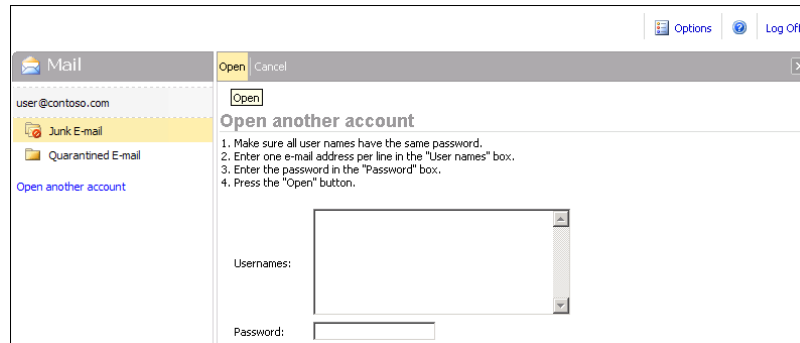 Options
Log Off
Mail
Open Cancel
user@contoso.com
Open
Open another account
Junk E-mail
1. Make sure all user names have the same password.
2. Enter one e-mail address per line in the "User names" box.
3. Enter the password in the "Password" box.
4. Press the "Open" button.
Quarantined E-mail
Open another account
Usernames:
Password: